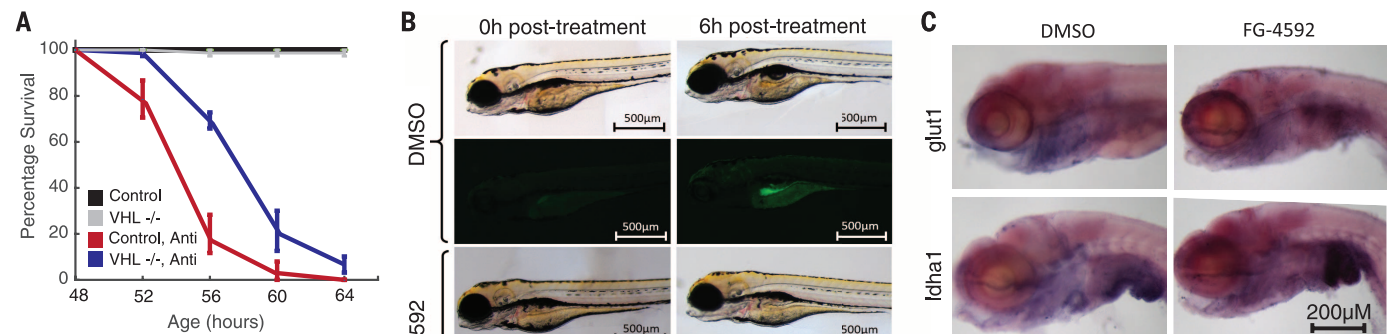 A
Percentage Survival
100
80
60
40
20
0
48 52 56 60 64
Age (hours)
Control
VHL -/-
Control, Anti
VHL -/-, Anti
B
0h post-treatment 6h post-treatment
DMSO
500μm
500μm
500μm
500μm
592
C
DMSO FG-4592
glut1
ldha1
200μM